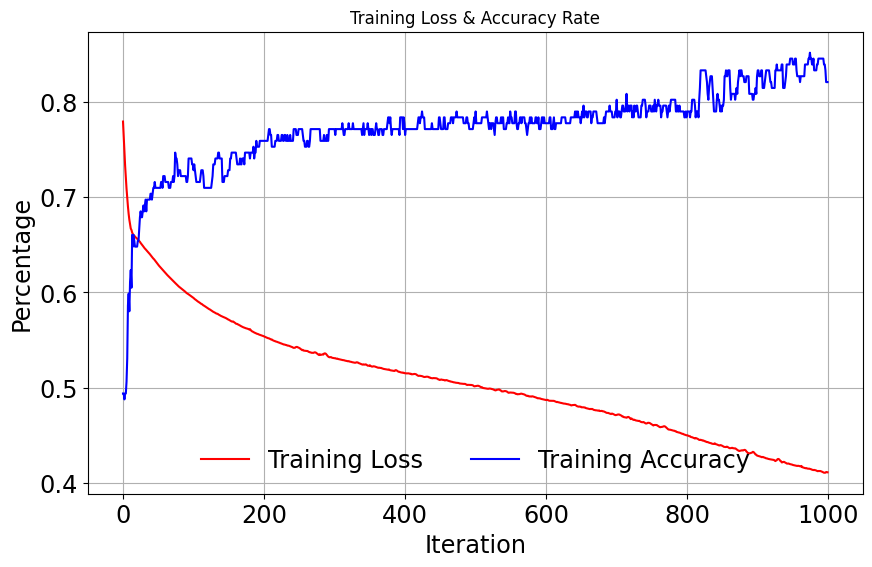 Training Loss & Accuracy Rate
Percentage
0.8
0.7
0.6
0.5
0.4
Training Loss
Training Accuracy
0 200 400 600 800 1000
Iteration